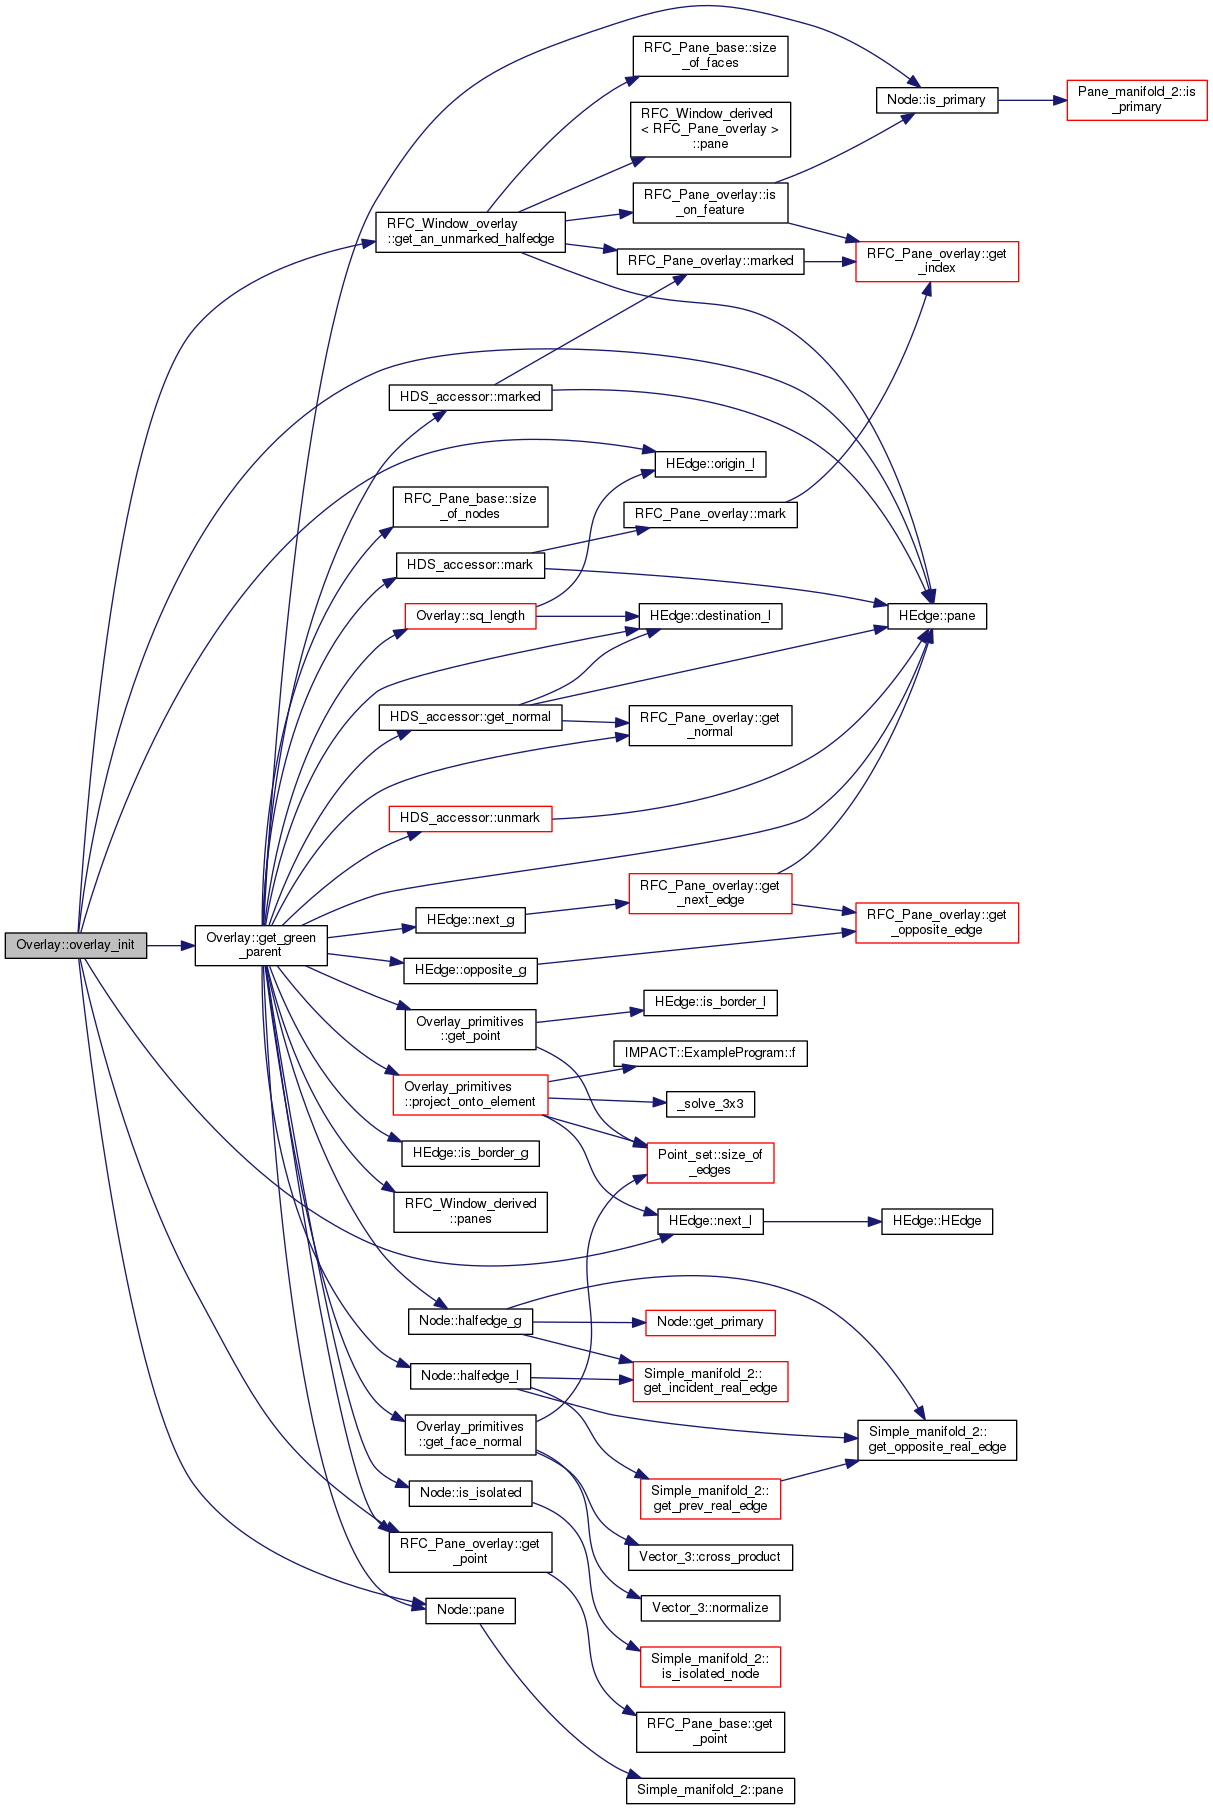 RFC_Pane_base::size
_of_faces
Node::is_primary
Pane_manifold_2::is
_primary
RFC_Window_derived
< RFC_Pane_overlay >
::pane
RFC_Pane_overlay::is
_on_feature
RFC_Window_overlay
::get_an_unmarked_halfedge
RFC_Pane_overlay::marked
RFC_Pane_overlay::get
_index
HDS_accessor::marked
HEdge::origin_l
RFC_Pane_base::size
_of_nodes
RFC_Pane_overlay::mark
HDS_accessor::mark
Overlay::sq_length
HEdge::destination_l
HEdge::pane
HDS_accessor::get_normal
RFC_Pane_overlay::get
_normal
HDS_accessor::unmark
RFC_Pane_overlay::get
_next_edge
HEdge::next_g
RFC_Pane_overlay::get
_opposite_edge
Overlay::overlay_init
Overlay::get_green
_parent
HEdge::opposite_g
HEdge::is_border_l
Overlay_primitives
::get_point
IMPACT::ExampleProgram::f
Overlay_primitives
::project_onto_element
_solve_3x3
HEdge::is_border_g
Point_set::size_of
_edges
RFC_Window_derived
::panes
HEdge::next_l
HEdge::HEdge
Node::halfedge_g
Node::get_primary
Node::halfedge_l
Simple_manifold_2::
get_incident_real_edge
Overlay_primitives
::get_face_normal
Simple_manifold_2::
get_opposite_real_edge
Node::is_isolated
Simple_manifold_2::
get_prev_real_edge
RFC_Pane_overlay::get
_point
Vector_3::cross_product
Node::pane
Vector_3::normalize
Simple_manifold_2::
is_isolated_node
RFC_Pane_base::get
_point
Simple_manifold_2::pane